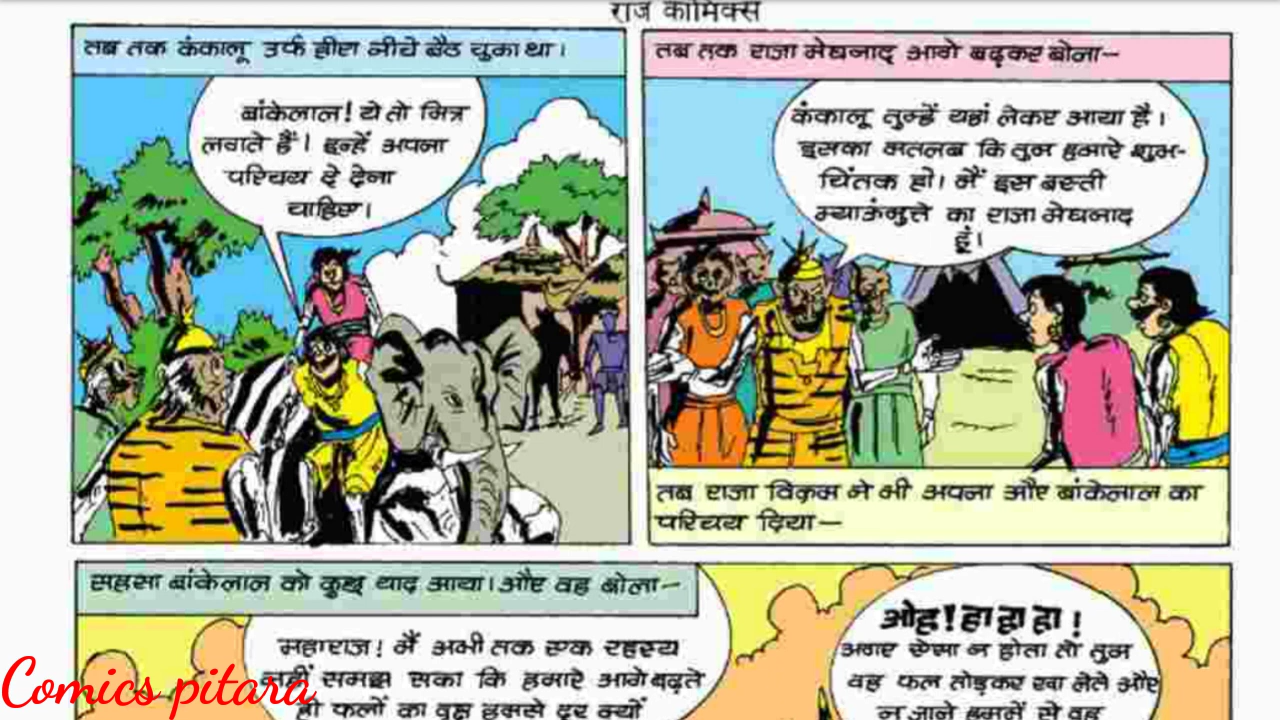 राज कॉमिक्स
तब तक कंकालू उर्फ हीरा नीचे बैठ चुका था।
बांकेलाल! ये तो मित्र
लगते हैं। इन्हें अपना
परिचय दे देना
चाहिए।
तब तक राजा मेघनाद आगे बढ़कर बोला—
कंकालू तुम्हें यहां लेकर आया है।
इसका मतलब कि तुम हमारे शुभ-
चिंतक हो। मैं इस बस्ती
म्याऊंमुत्ते का राजा मेघनाद
हूं।
तब राजा विक्रम ने भी अपना और बांकेलाल का
परिचय दिया—
सहसा बांकेलाल को कुछ याद आया। और वह बोला—
महाराज! मैं अभी तक एक रहस्य
नहीं समझ सका कि हमारे आगे बढ़ते
ही फलों का वृक्ष हमसे दूर क्यों
ओह! हा हा हा!
अगर ऐसा न होता तो तुम
वह फल तोड़कर खा लेते और
न जाने हममें से वह
Comics pitara